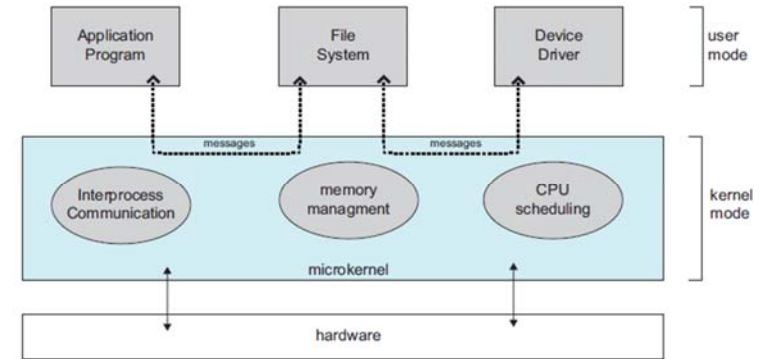 Application
Program
File
System
Device
Driver
user
mode
messages
messages
Interprocess
Communication
memory
managment
CPU
scheduling
kernel
mode
microkernel
hardware